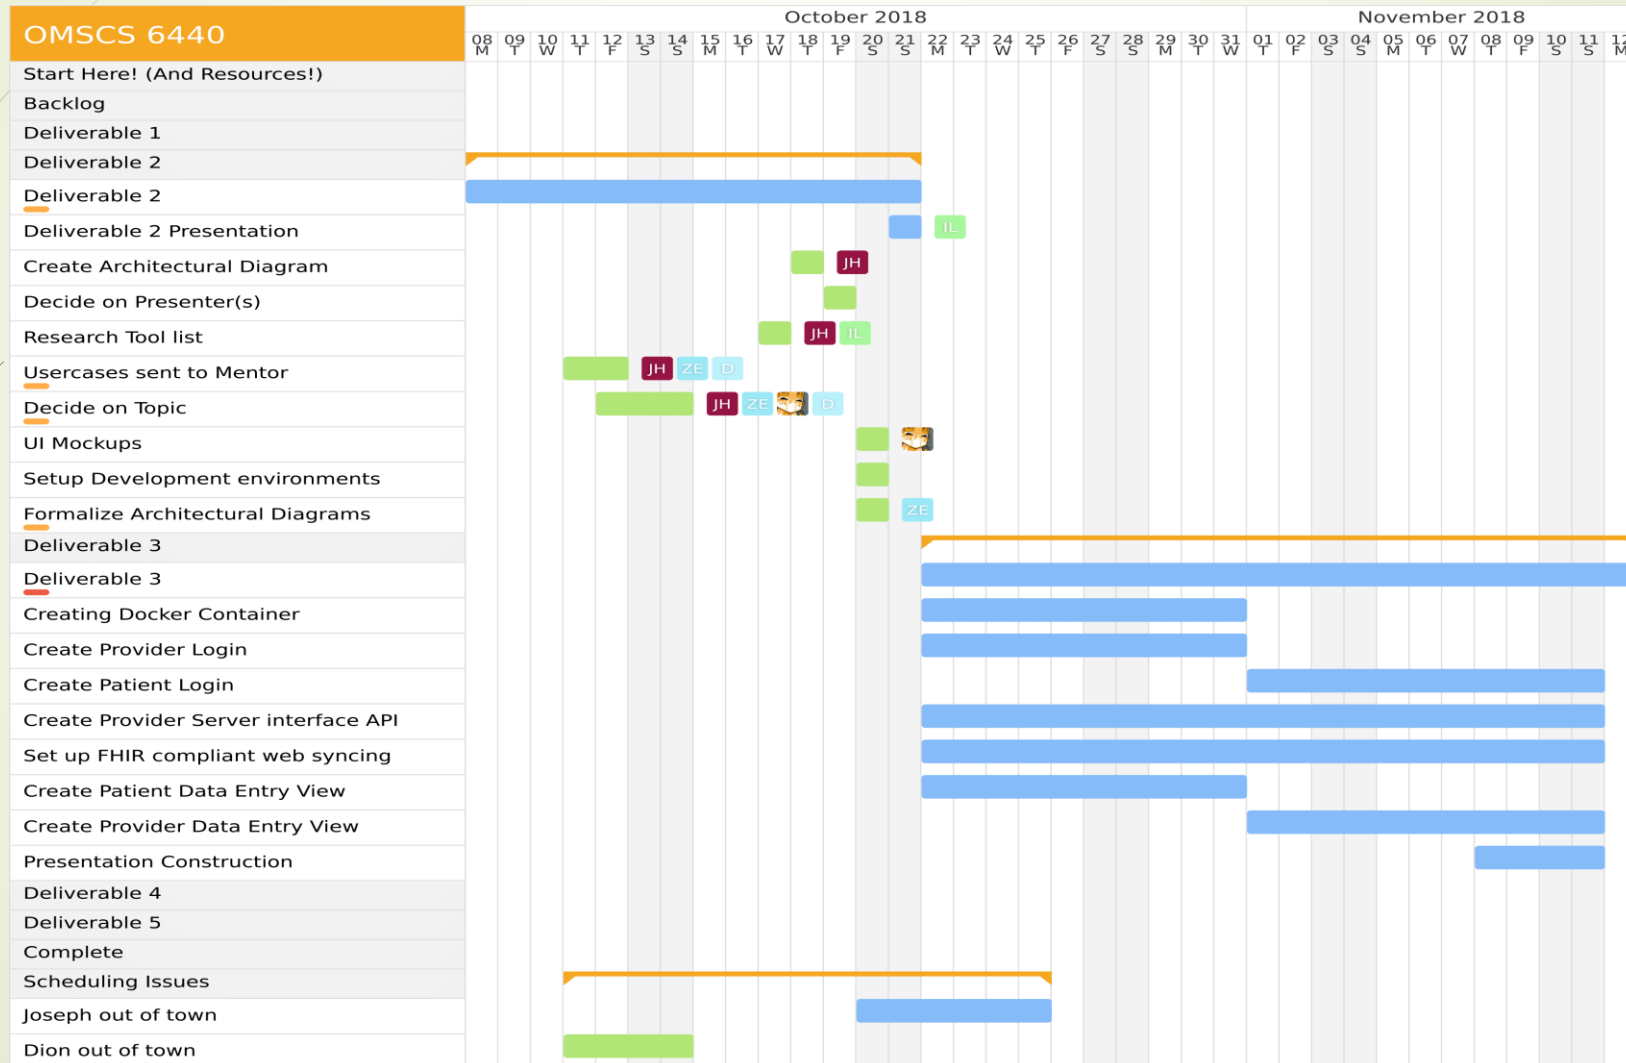 OMSCS 6440
October 2018
November 2018
08 09 10 11 12 13 14 15 16 17 18 19 20 21 22 23 24 25 26 27 28 29 30 31 01 02 03 04 05 06 07 08 09 10 11 12
M T W T F S S M T W T F S S M T W T F S S M T W T F S S M T W T F S S M
Start Here! (And Resources!)
Backlog
Deliverable 1
Deliverable 2
Deliverable 2
Deliverable 2 Presentation IL
Create Architectural Diagram JH
Decide on Presenter(s)
Research Tool list JH IL
Usercases sent to Mentor JH ZE D
Decide on Topic JH ZE D
UI Mockups
Setup Development environments
Formalize Architectural Diagrams ZE
Deliverable 3
Deliverable 3
Creating Docker Container
Create Provider Login
Create Patient Login
Create Provider Server interface API
Set up FHIR compliant web syncing
Create Patient Data Entry View
Create Provider Data Entry View
Presentation Construction
Deliverable 4
Deliverable 5
Complete
Scheduling Issues
Joseph out of town
Dion out of town